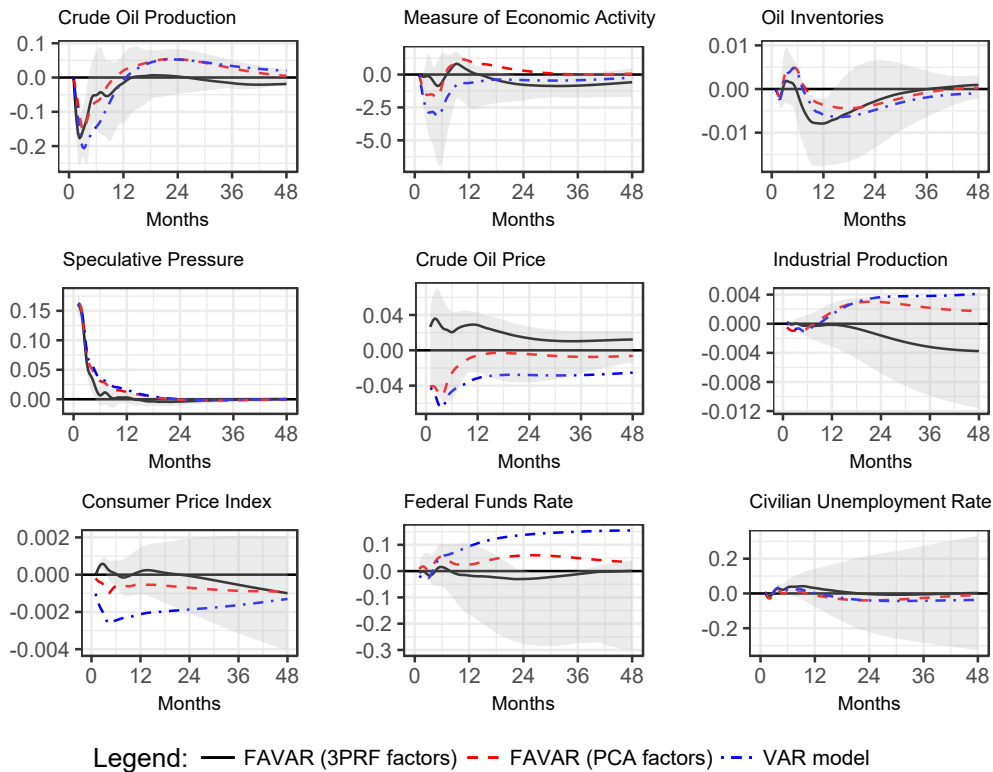 Crude Oil Production
0.1
0.0
-0.1
-0.2
0 12 24 36 48
Months
Measure of Economic Activity
0.0
-2.5
-5.0
0 12 24 36 48
Months
Oil Inventories
0.01
0.00
-0.01
0 12 24 36 48
Months
Speculative Pressure
0.15
0.10
0.05
0.00
0 12 24 36 48
Months
Crude Oil Price
0.04
0.00
-0.04
0 12 24 36 48
Months
Industrial Production
0.004
0.000
-0.004
-0.008
-0.012
0 12 24 36 48
Months
Consumer Price Index
0.002
0.000
-0.002
-0.004
0 12 24 36 48
Months
Federal Funds Rate
0.1
0.0
-0.1
-0.2
-0.3
0 12 24 36 48
Months
Civilian Unemployment Rate
0.2
0.0
-0.2
0 12 24 36 48
Months
Legend: FAVAR (3PRF factors) FAVAR (PCA factors) VAR model